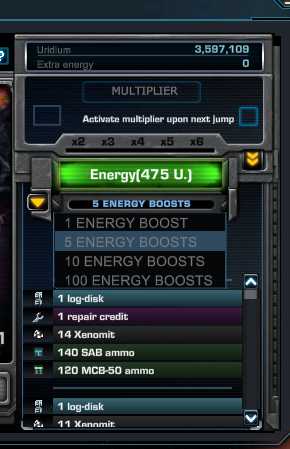 ?
Uridium 3,597,109
Extra energy 0
MULTIPLIER
Activate multiplier upon next jump
x2 x3 x4 x5 x6
Energy(475 U.)
5 ENERGY BOOSTS
1 ENERGY BOOST
5 ENERGY BOOSTS
10 ENERGY BOOSTS
100 ENERGY BOOSTS
1 log-disk
1 repair credit
14 Xenomit
140 SAB ammo
120 MCB-50 ammo
1 log-disk
11 Xenomit